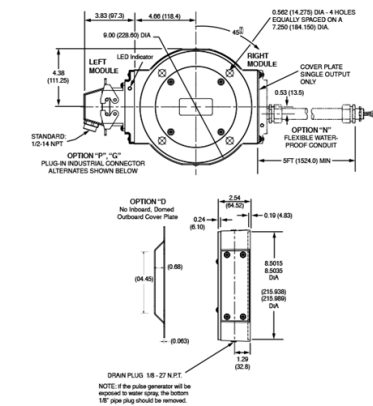 3.83 (97.3)
4.66 (118.4)
0.562 (14.275) DIA - 4 HOLES
EQUALLY SPACED ON A
7.250 (184.150) DIA.
9.00 (228.60) DIA
45
LED Indicator
LEFT
MODULE
RIGHT
MODULE
COVER PLATE
SINGLE OUTPUT
ONLY
4.38
(111.25)
0.53 (13.5)
STANDARD:
1/2-14 NPT
OPTION "N"
FLEXIBLE WATER-
PROOF CONDUIT
OPTION "P", "G"
PLUG-IN INDUSTRIAL CONNECTOR
ALTERNATES SHOWN BELOW
5FT (1524.0) MIN
OPTION "D
No Inboard, Domed
Outboard Cover Plate
2.54
(64.52)
0.24
(6.10)
0.19 (4.83)
(0.68)
(04.45)
8.5015
8.5035
DIA
(215.938)
(215.989)
DIA
(0.063)
1.29
(32.8)
DRAIN PLUG 1/8 - 27 N.P.T.
NOTE: If the pulse generator will be
exposed to water spray, the bottom
1/8" pipe plug should be removed.